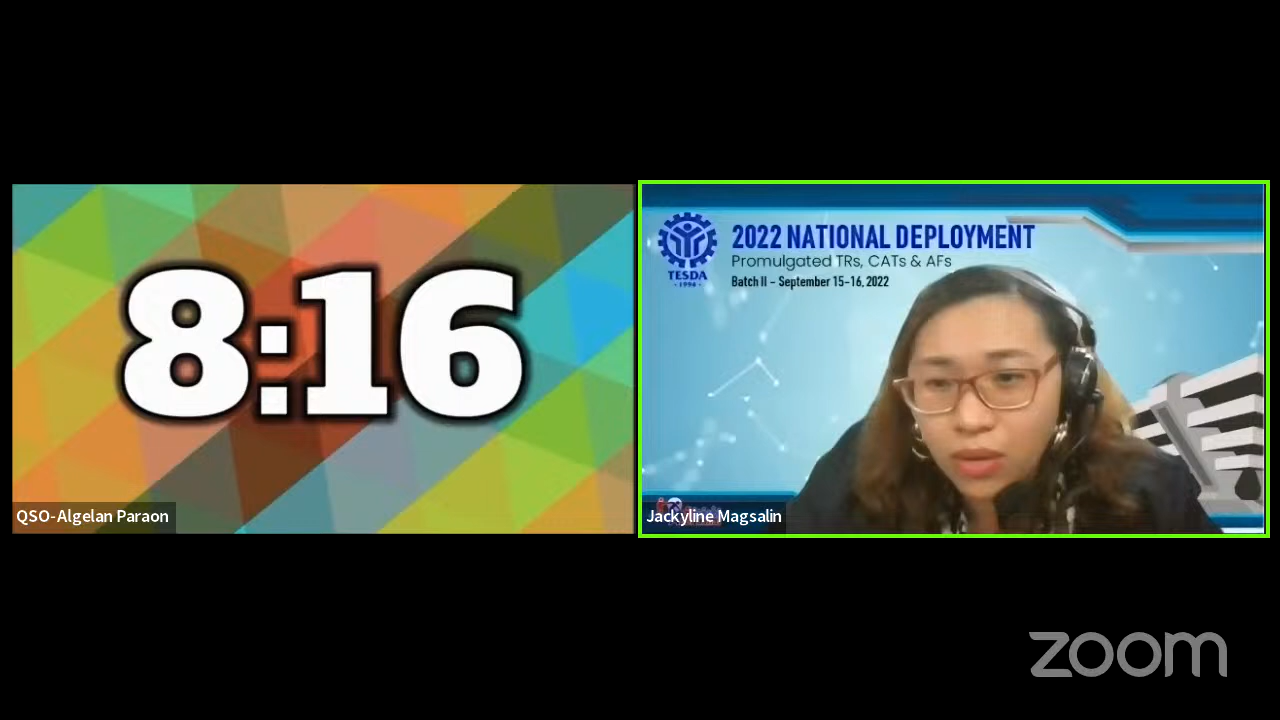 8:16
QSO-Algelan Paraon
TESDA
- 1994 -
2022 NATIONAL DEPLOYMENT
Promulgated TRs, CATs & AFs
Batch II – September 15-16, 2022
Jackyline Magsalin
zoom